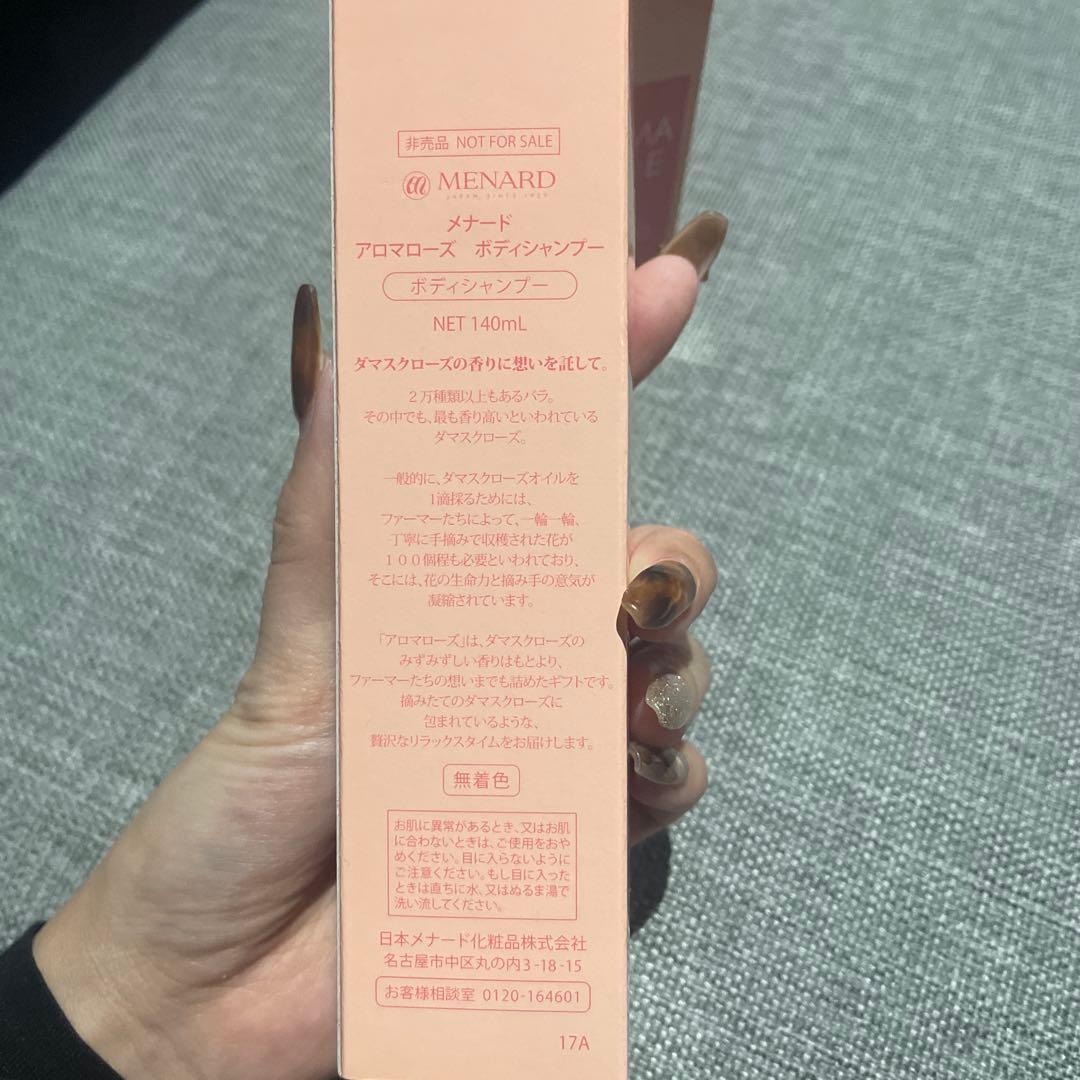 非売品 NOT FOR SALE
MENARD
JAPAN, SINCE 1959
メナード
アロマローズ ボディシャンプー
ボディシャンプー
NET 140mL
ダマスクローズの香りに想いを託して。
2万種類以上もあるバラ。
その中でも、最も香り高いといわれている
ダマスクローズ。
一般的に、ダマスクローズオイルを
1滴採るためには、
ファーマーたちによって、一輪一輪、
丁寧に手摘みで収穫された花が
100個程も必要といわれており、
そこには、花の生命力と摘み手の意気が
凝縮されています。
「アロマローズ」は、ダマスクローズの
みずみずしい香りはもとより、
ファーマーたちの想いまでも詰めたギフトです。
摘みたてのダマスクローズに
包まれているような、
贅沢なリラックスタイムをお届けします。
無着色
お肌に異常があるとき、又はお肌
に合わないときは、ご使用をおや
めください。目に入らないように
ご注意ください。もし目に入った
ときは直ちに水、又はぬるま湯で
洗い流してください。
日本メナード化粧品株式会社
名古屋市中区丸の内3-18-15
お客様相談室 0120-164601
17A
MA
E